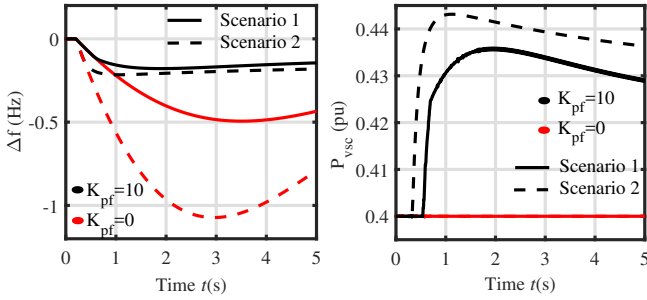 Scenario 1
Scenario 2
K_pf=10
K_pf=0
0
-0.5
-1
Δf (Hz)
0 1 2 3 4 5
Time t(s)
0.44
0.43
0.42
0.41
0.4
P_vsc (pu)
K_pf=10
K_pf=0
Scenario 1
Scenario 2
0 1 2 3 4 5
Time t(s)